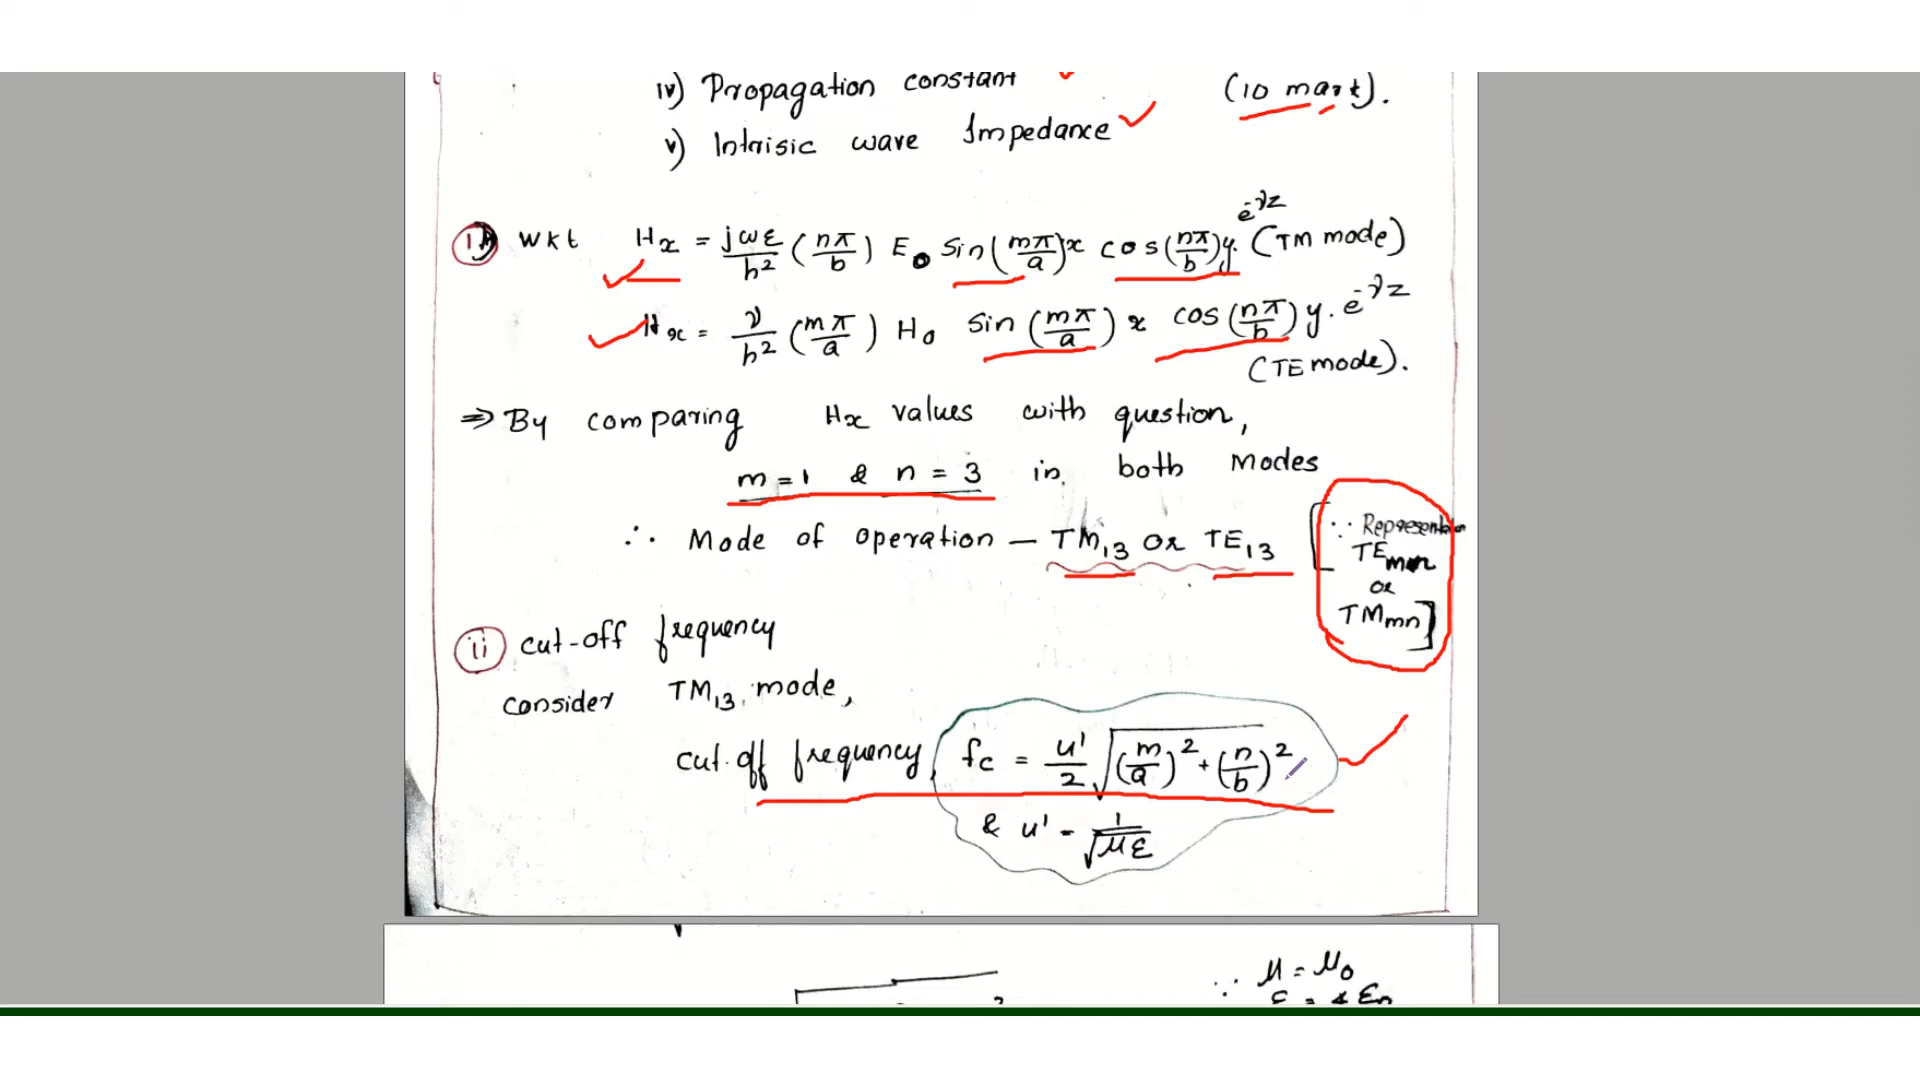 iv) Propagation constant (10 mark).
v) Intrisic wave Impedance
i) Wkt Hx = jωε/h² (nπ/b) E₀ sin(mπ/a)x cos(nπ/b)y. e^-γz (TM mode)
Hx = γ/h² (mπ/a) H₀ sin(mπ/a)x cos(nπ/b)y. e^-γz
(TE mode).
⇒ By comparing Hx values with question,
m=1 & n=3 in both modes
∴ Mode of operation – TM₁₃ or TE₁₃ [∵ Representation
TEmn
or
TMmn]
ii) cut-off frequency
consider TM₁₃ mode,
cut-off frequency, fc = u'/2 √(m/a)² + (n/b)²
& u' = 1/√με
∵ μ = μ₀